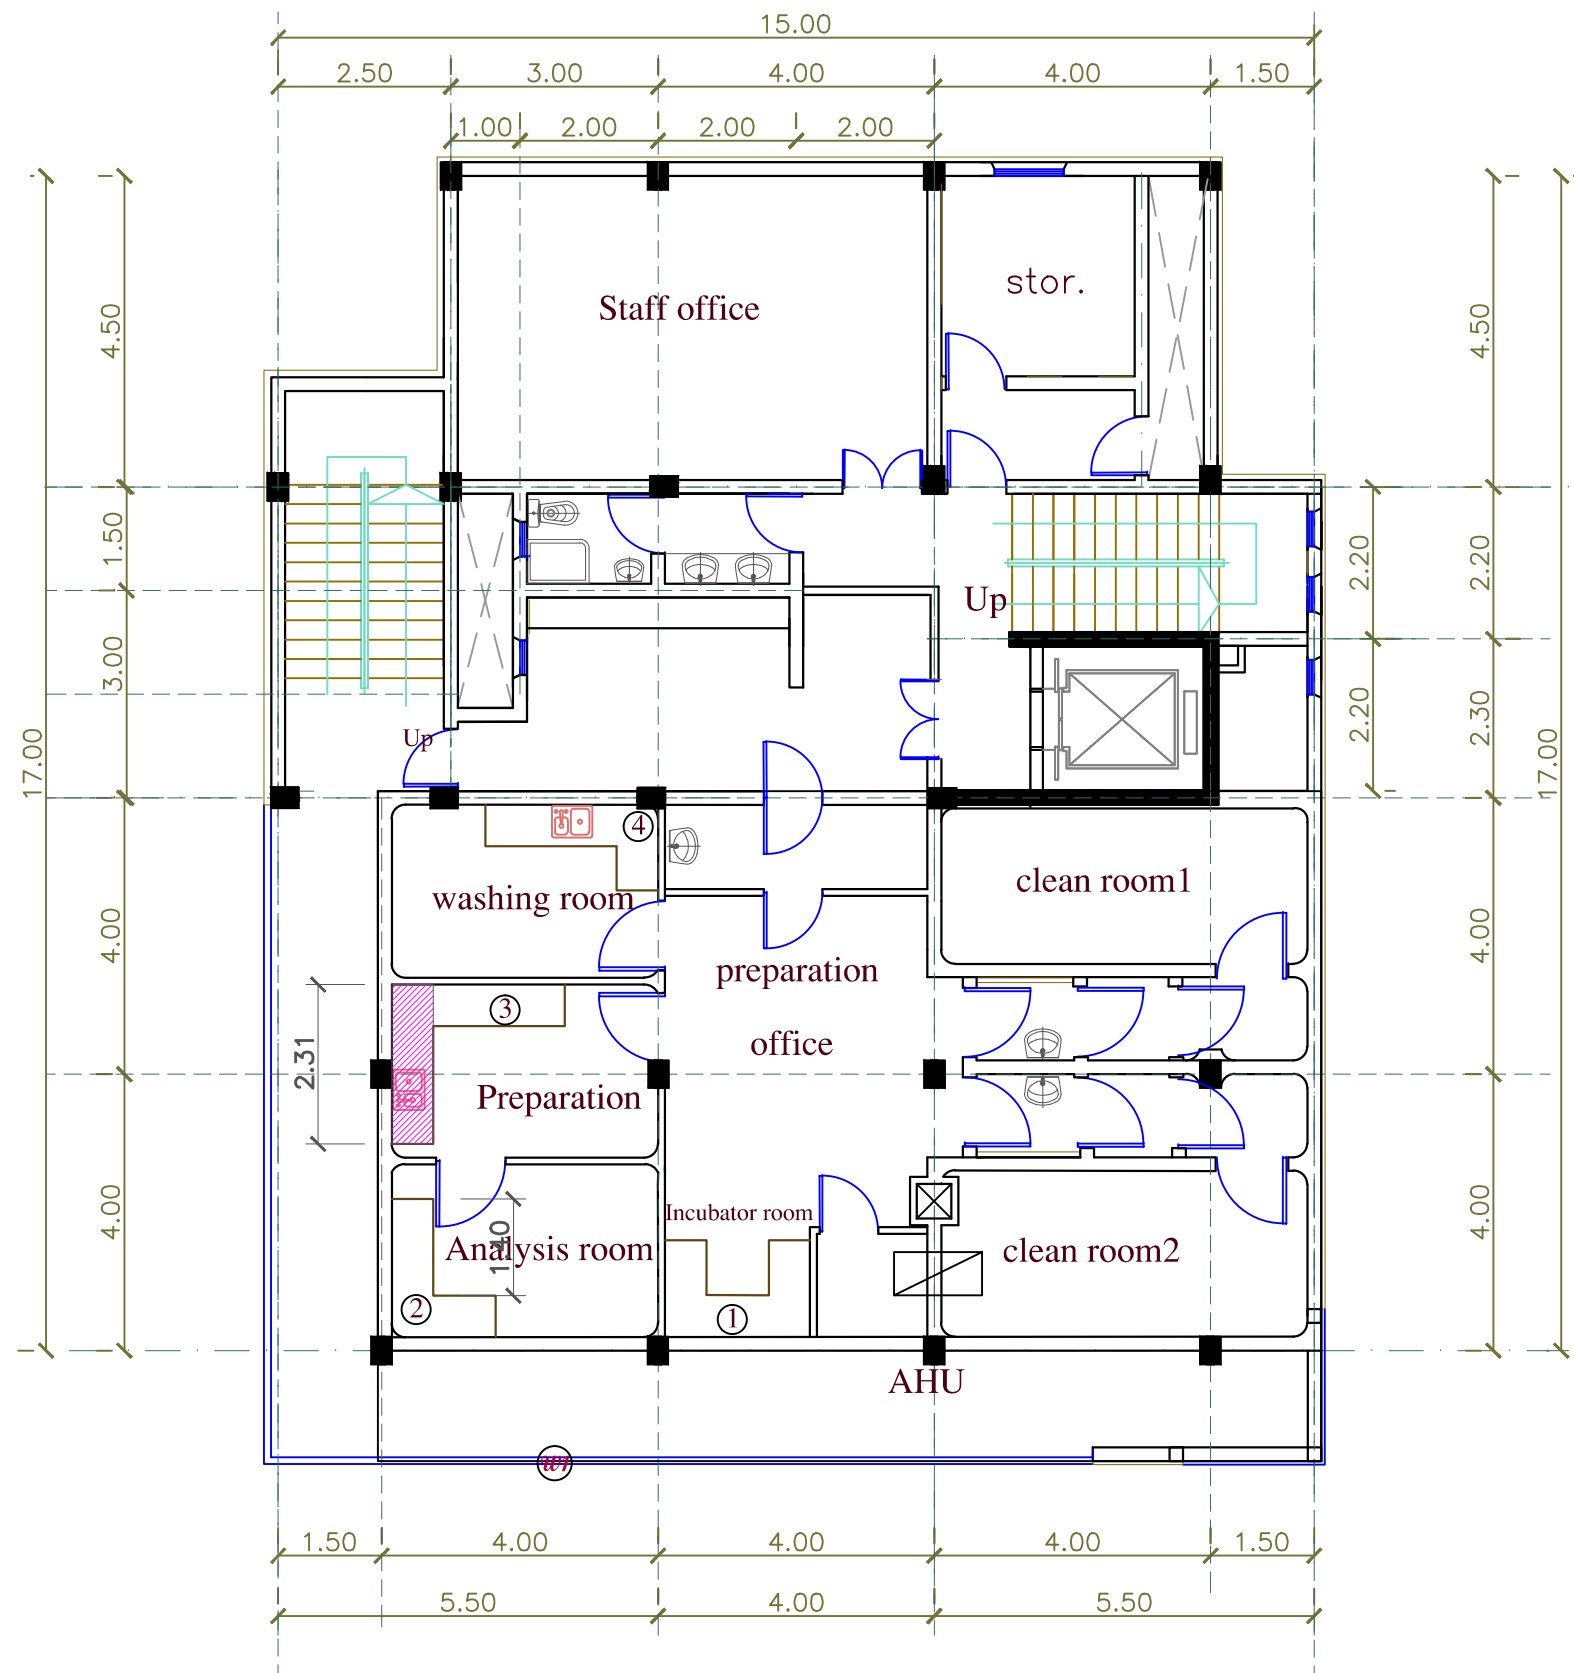 15.00
2.50 3.00 4.00 4.00 1.50
1.00 2.00 2.00 2.00
4.50
4.50
stor.
Staff office
1.50
2.20
2.20
Up
3.00
2.20
2.30
17.00
17.00
Up
4
washing room
clean room1
4.00
4.00
preparation
office
3
2.31
Preparation
4.00
4.00
Incubator room
Analysis room
1.40
clean room2
2
1
AHU
wr
1.50 4.00 4.00 4.00 1.50
5.50 4.00 5.50